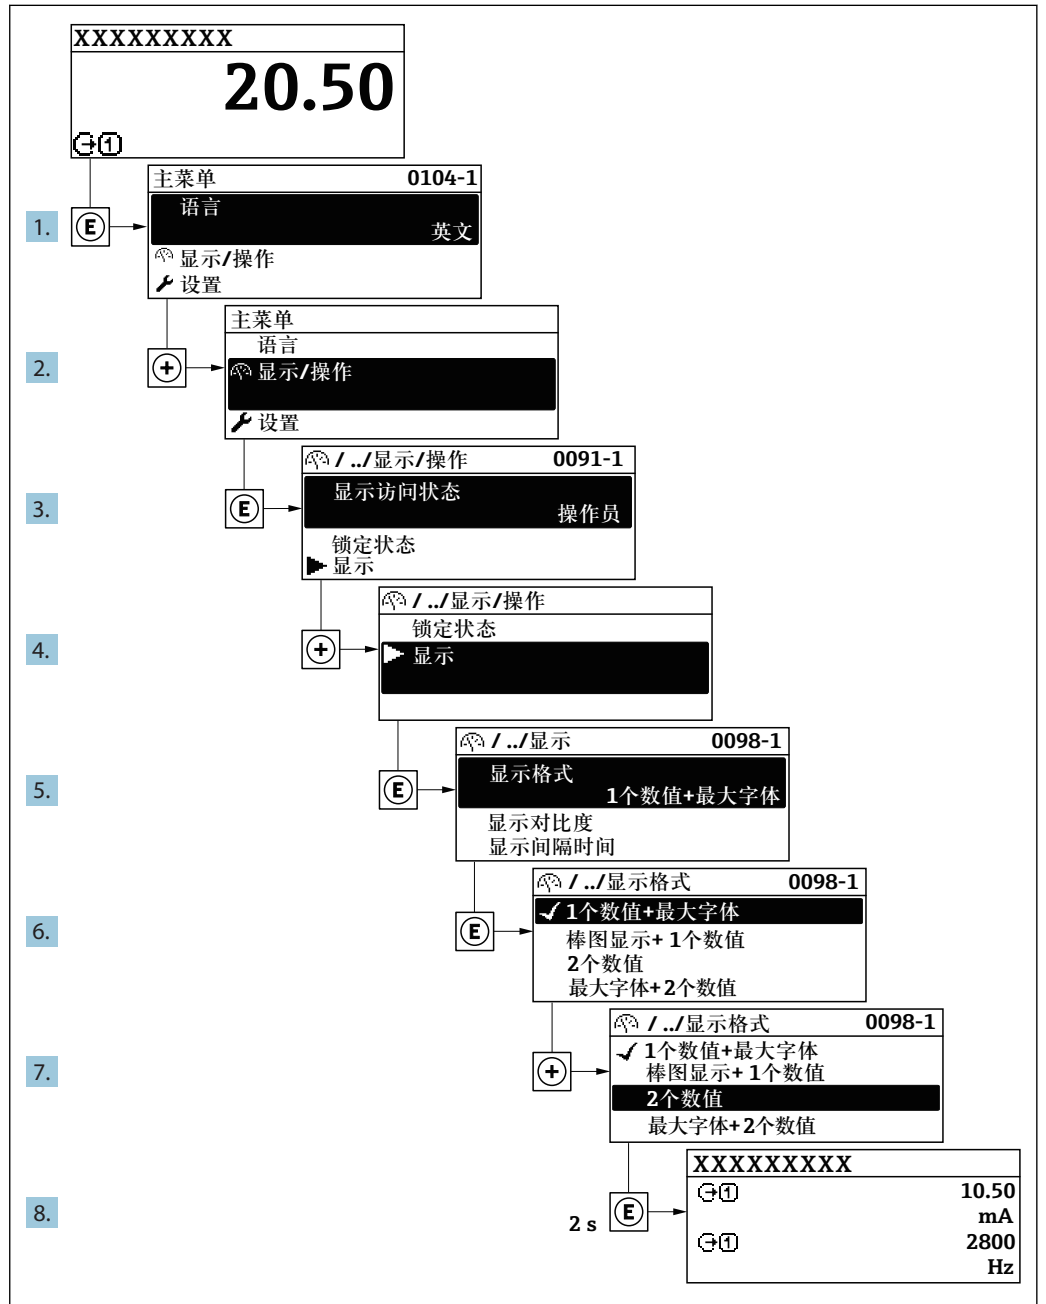 XXXXXXXXX
20.50
1
主菜单 0104-1
语言
1. E 英文
显示/操作
设置
主菜单
语言
2. + 显示/操作
设置
/ ../显示/操作 0091-1
显示访问状态
3. E 操作员
锁定状态
显示
/ ../显示/操作
锁定状态
4. + 显示
/ ../显示 0098-1
显示格式
5. E 1个数值+最大字体
显示对比度
显示间隔时间
/ ../显示格式 0098-1
1个数值+最大字体
6. E 棒图显示+ 1个数值
2个数值
最大字体+2个数值
/ ../显示格式 0098-1
1个数值+最大字体
7. + 棒图显示+ 1个数值
2个数值
最大字体+2个数值
XXXXXXXXX
1 10.50
8. 2 s E mA
1 2800
Hz